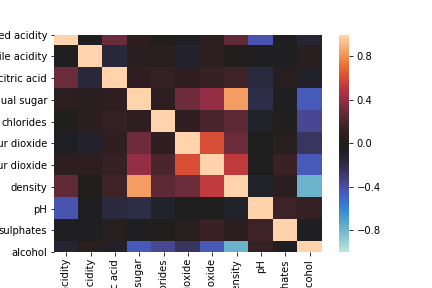 ed acidity
ile acidity
citric acid
ual sugar
chlorides
ur dioxide
ur dioxide
density
pH
sulphates
alcohol
cidity
cidity
c acid
sugar
orides
oxide
oxide
ensity
pH
hates
cohol
0.8
0.4
0.0
−0.4
−0.8